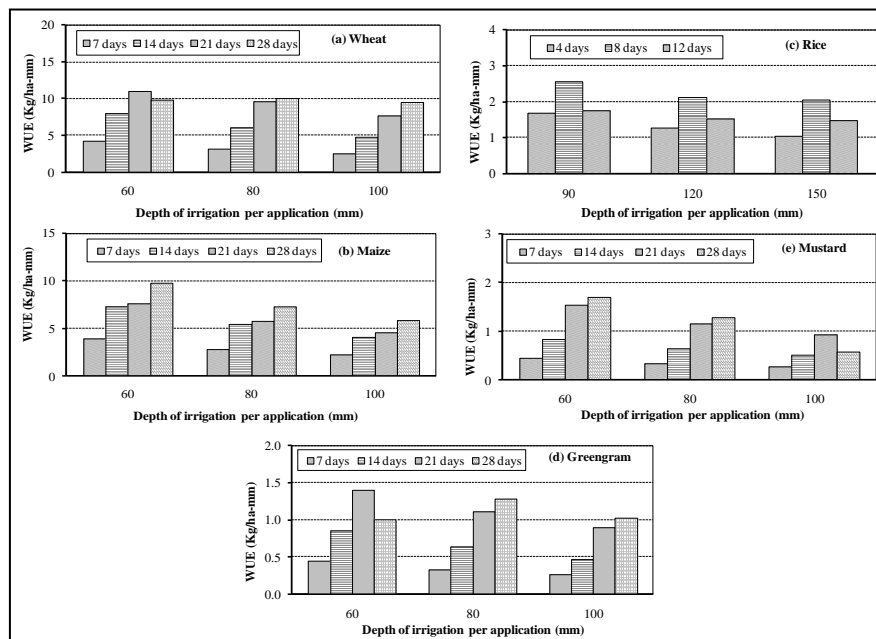 20
15
10
5
0
WUE (Kg/ha-mm)
7 days 14 days 21 days 28 days
(a) Wheat
60 80 100
Depth of irrigation per application (mm)
4
3
2
1
0
WUE (Kg/ha-mm)
4 days 8 days 12 days
(c) Rice
90 120 150
Depth of irrigation per application (mm)
15
10
5
0
WUE (Kg/ha-mm)
7 days 14 days 21 days 28 days
(b) Maize
60 80 100
Depth of irrigation per application (mm)
3
2
1
0
WUE (Kg/ha-mm)
7 days 14 days 21 days 28 days
(e) Mustard
60 80 100
Depth of irrigation per application (mm)
2.0
1.5
1.0
0.5
0.0
WUE (Kg/ha-mm)
7 days 14 days 21 days 28 days
(d) Greengram
60 80 100
Depth of irrigation per application (mm)